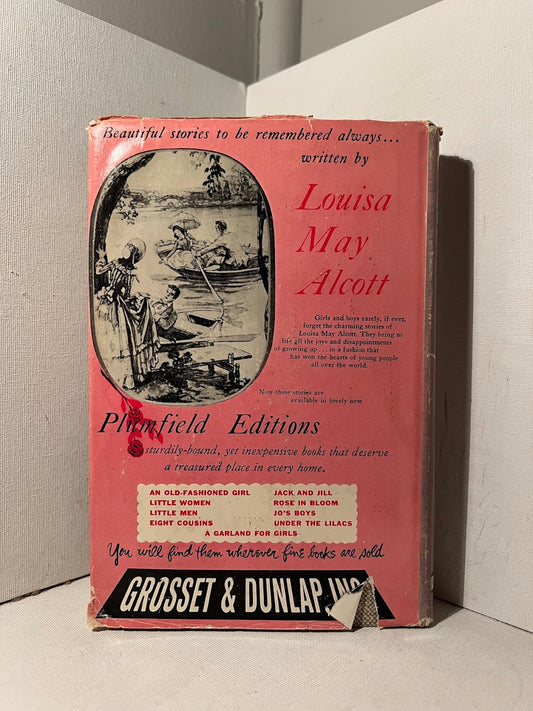 Beautiful stories to be remembered always...
written by
Louisa
May
Alcott
Girls and boys rarely, if ever,
forget the charming stories of
Louisa May Alcott. They bring to
life all the joys and disappointments
of growing up... in a fashion that
has won the hearts of young people
all over the world.
Now these stories are
available in lovely new
Plumfield Editions
sturdily-bound, yet inexpensive books that deserve
a treasured place in every home.
AN OLD-FASHIONED GIRL
LITTLE WOMEN
LITTLE MEN
EIGHT COUSINS
JACK AND JILL
ROSE IN BLOOM
JO'S BOYS
UNDER THE LILACS
A GARLAND FOR GIRLS
You will find them wherever fine books are sold
GROSSET & DUNLAP, INC.